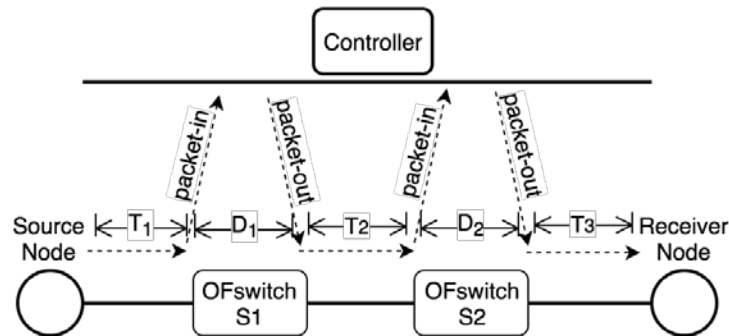 Controller
packet-in
packet-out
packet-in
packet-out
Source
Node
T1
D1
T2
D2
T3
Receiver
Node
OFswitch
S1
OFswitch
S2